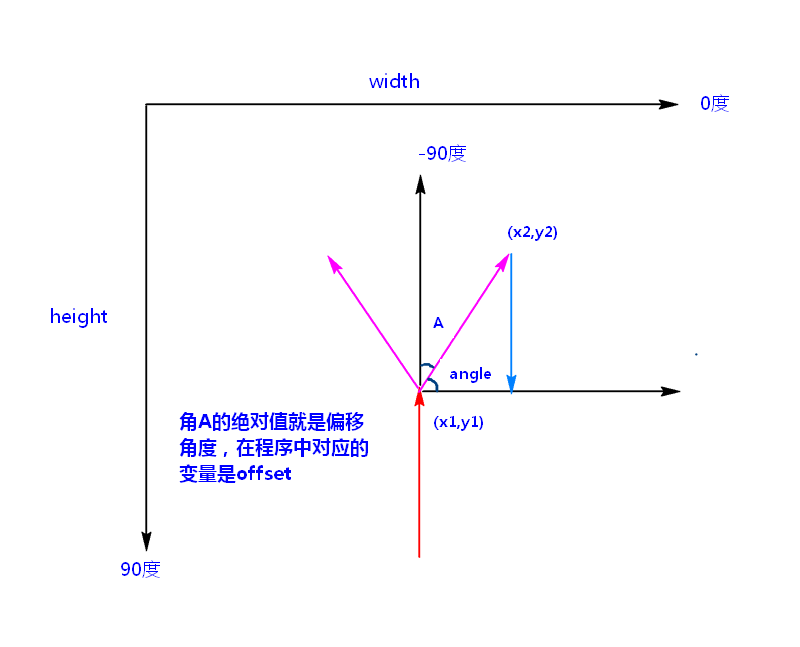 width
0度
-90度
(x2,y2)
height
A
angle
角A的绝对值就是偏移
角度，在程序中对应的
变量是offset
(x1,y1)
90度